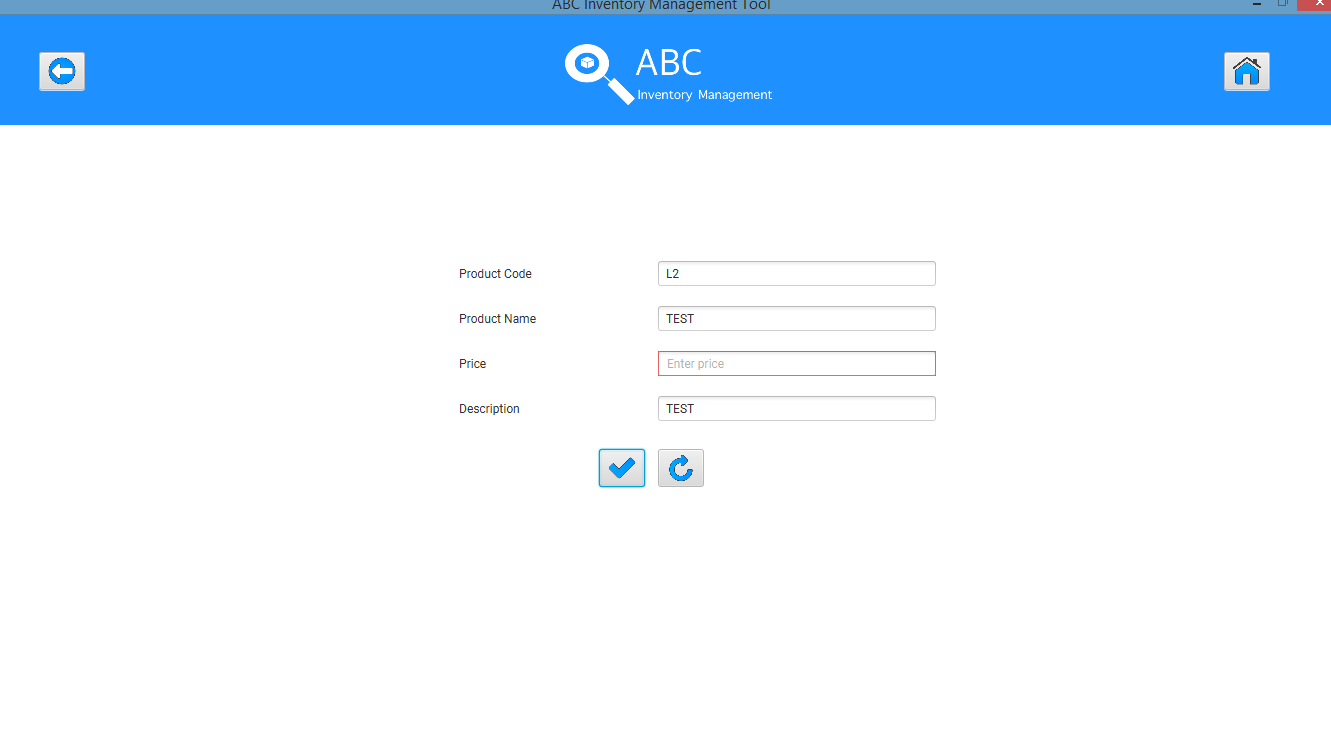 ABC Inventory Management Tool
ABC
Inventory Management
Product Code L2
Product Name TEST
Price Enter price
Description TEST